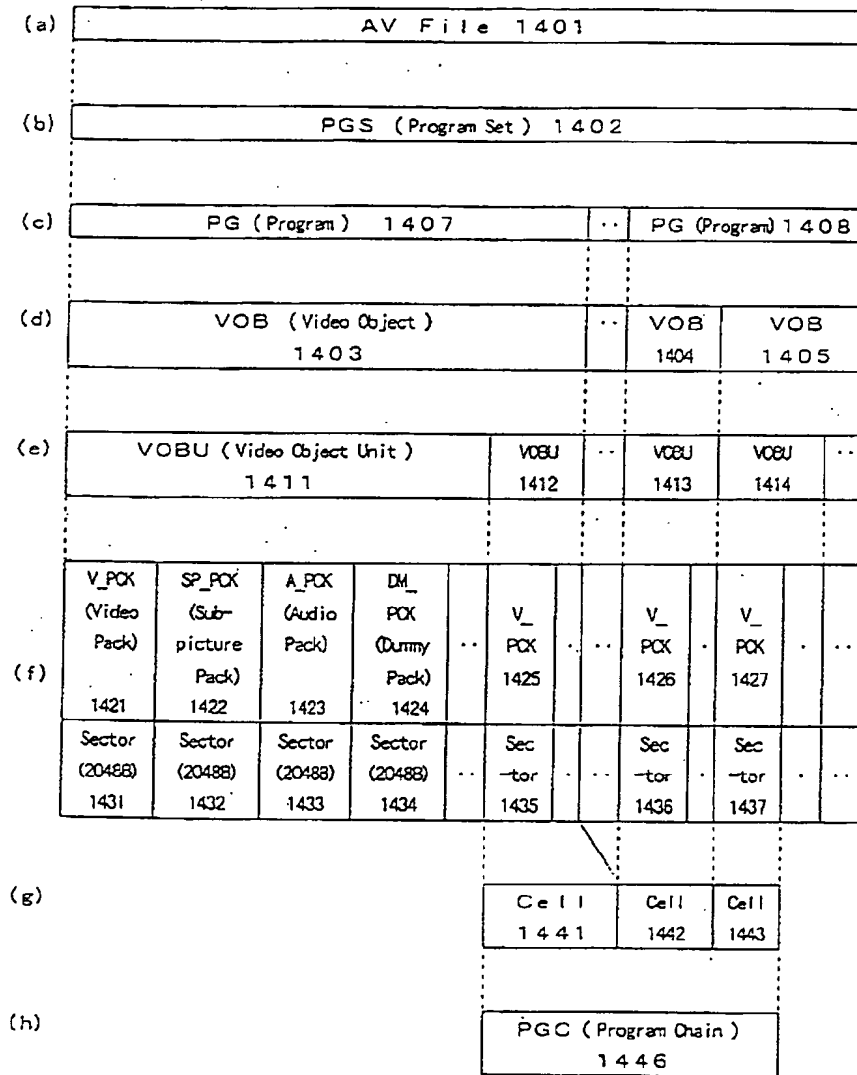 (a) AV File 1401
(b) PGS (Program Set) 1402
(c) PG (Program) 1407 ·· PG (Program) 1408
(d) VOB (Video Object) ·· VOB VOB
1403 1404 1405
(e) VOBU (Video Object Unit) VOBU ·· VOBU VOBU ··
1411 1412 1413 1414
V_PCK SP_PCK A_PCK DM_
(Video (Sub- (Audio PCK V_ V_ V_
Pack) picture Pack) (Dummy ·· PCK · ·· PCK · PCK · ··
Pack) Pack) 1425 1426 1427
(f)
1421 1422 1423 1424
Sector Sector Sector Sector Sec Sec Sec
(2048B) (2048B) (2048B) (2048B) ·· -tor · ·· -tor · -tor · ··
1431 1432 1433 1434 1435 1436 1437
(g) Cell Cell Cell
1441 1442 1443
(h) PGC (Program Chain)
1446